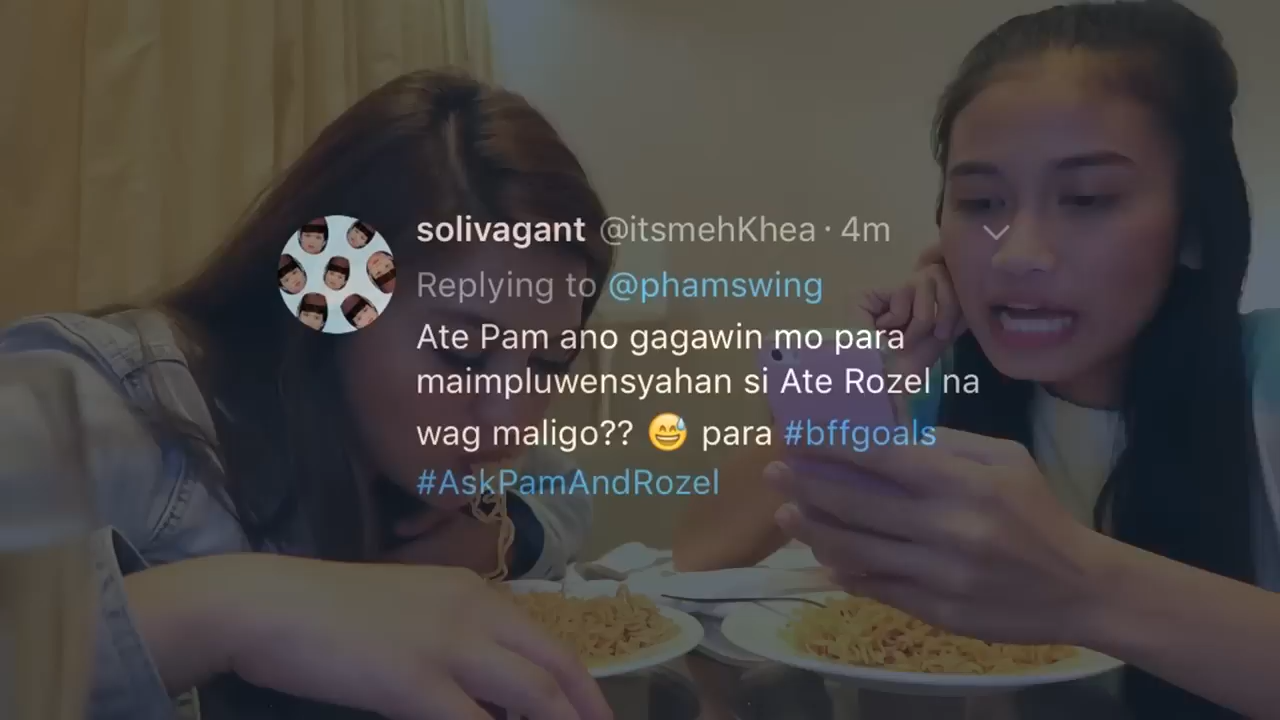 solivagant @itsmehKhea · 4m
Replying to @phamswing
Ate Pam ano gagawin mo para
maimpluwensyahan si Ate Rozel na
wag maligo?? 😅 para #bffgoals
#AskPamAndRozel